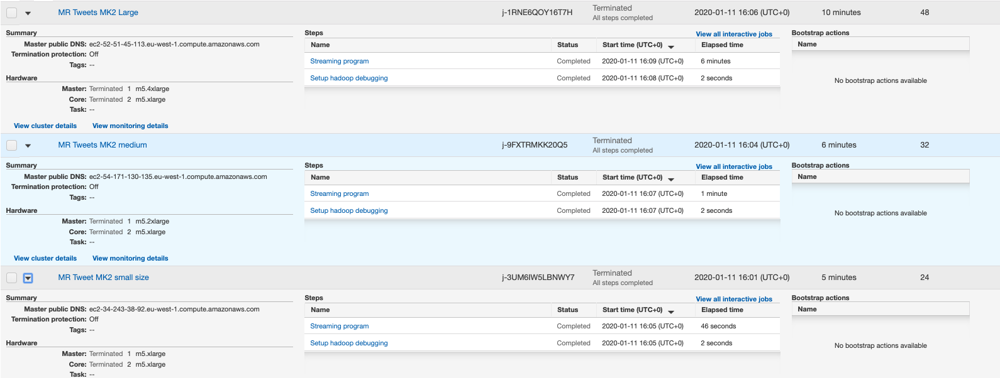 MR Tweets MK2 Large j-1RNE6QOY16T7H Terminated 2020-01-11 16:06 (UTC+0) 10 minutes 48
All steps completed
Summary Steps View all interactive jobs Bootstrap actions
Master public DNS: ec2-52-51-45-113.eu-west-1.compute.amazonaws.com Name Status Start time (UTC+0) Elapsed time Name
Termination protection: Off
Tags: -- Streaming program Completed 2020-01-11 16:09 (UTC+0) 6 minutes
Hardware Setup hadoop debugging Completed 2020-01-11 16:08 (UTC+0) 2 seconds No bootstrap actions available
Master: Terminated 1 m5.4xlarge
Core: Terminated 2 m5.xlarge
Task: --
View cluster details View monitoring details
MR Tweets MK2 medium j-9FXTRMKK20Q5 Terminated 2020-01-11 16:04 (UTC+0) 6 minutes 32
All steps completed
Summary Steps View all interactive jobs Bootstrap actions
Master public DNS: ec2-54-171-130-135.eu-west-1.compute.amazonaws.com Name Status Start time (UTC+0) Elapsed time Name
Termination protection: Off
Tags: -- Streaming program Completed 2020-01-11 16:07 (UTC+0) 1 minute
Hardware Setup hadoop debugging Completed 2020-01-11 16:07 (UTC+0) 2 seconds No bootstrap actions available
Master: Terminated 1 m5.2xlarge
Core: Terminated 2 m5.xlarge
Task: --
View cluster details View monitoring details
MR Tweet MK2 small size j-3UM6IW5LBNWY7 Terminated 2020-01-11 16:01 (UTC+0) 5 minutes 24
All steps completed
Summary Steps View all interactive jobs Bootstrap actions
Master public DNS: ec2-34-243-38-92.eu-west-1.compute.amazonaws.com Name Status Start time (UTC+0) Elapsed time Name
Termination protection: Off
Tags: -- Streaming program Completed 2020-01-11 16:05 (UTC+0) 46 seconds
Hardware Setup hadoop debugging Completed 2020-01-11 16:05 (UTC+0) 2 seconds No bootstrap actions available
Master: Terminated 1 m5.xlarge
Core: Terminated 2 m5.xlarge
Task: --